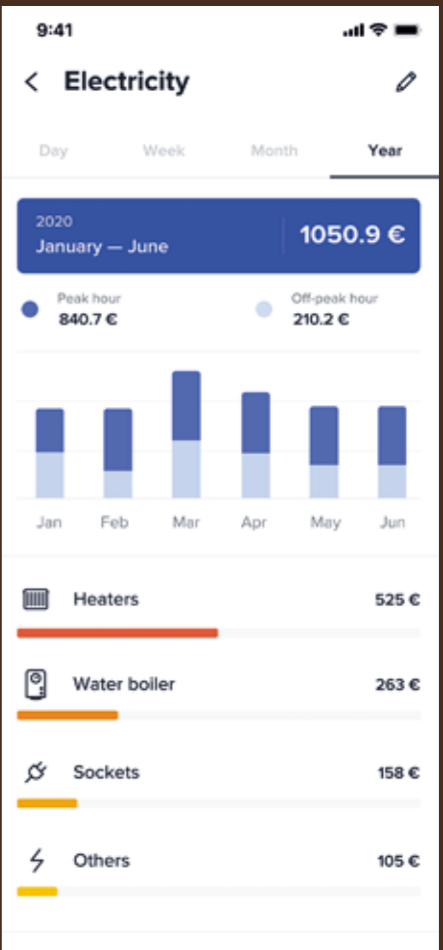 9:41
Electricity
Day Week Month Year
2020
January — June
1050.9 €
Peak hour
840.7 €
Off-peak hour
210.2 €
Jan Feb Mar Apr May Jun
Heaters 525 €
Water boiler 263 €
Sockets 158 €
Others 105 €